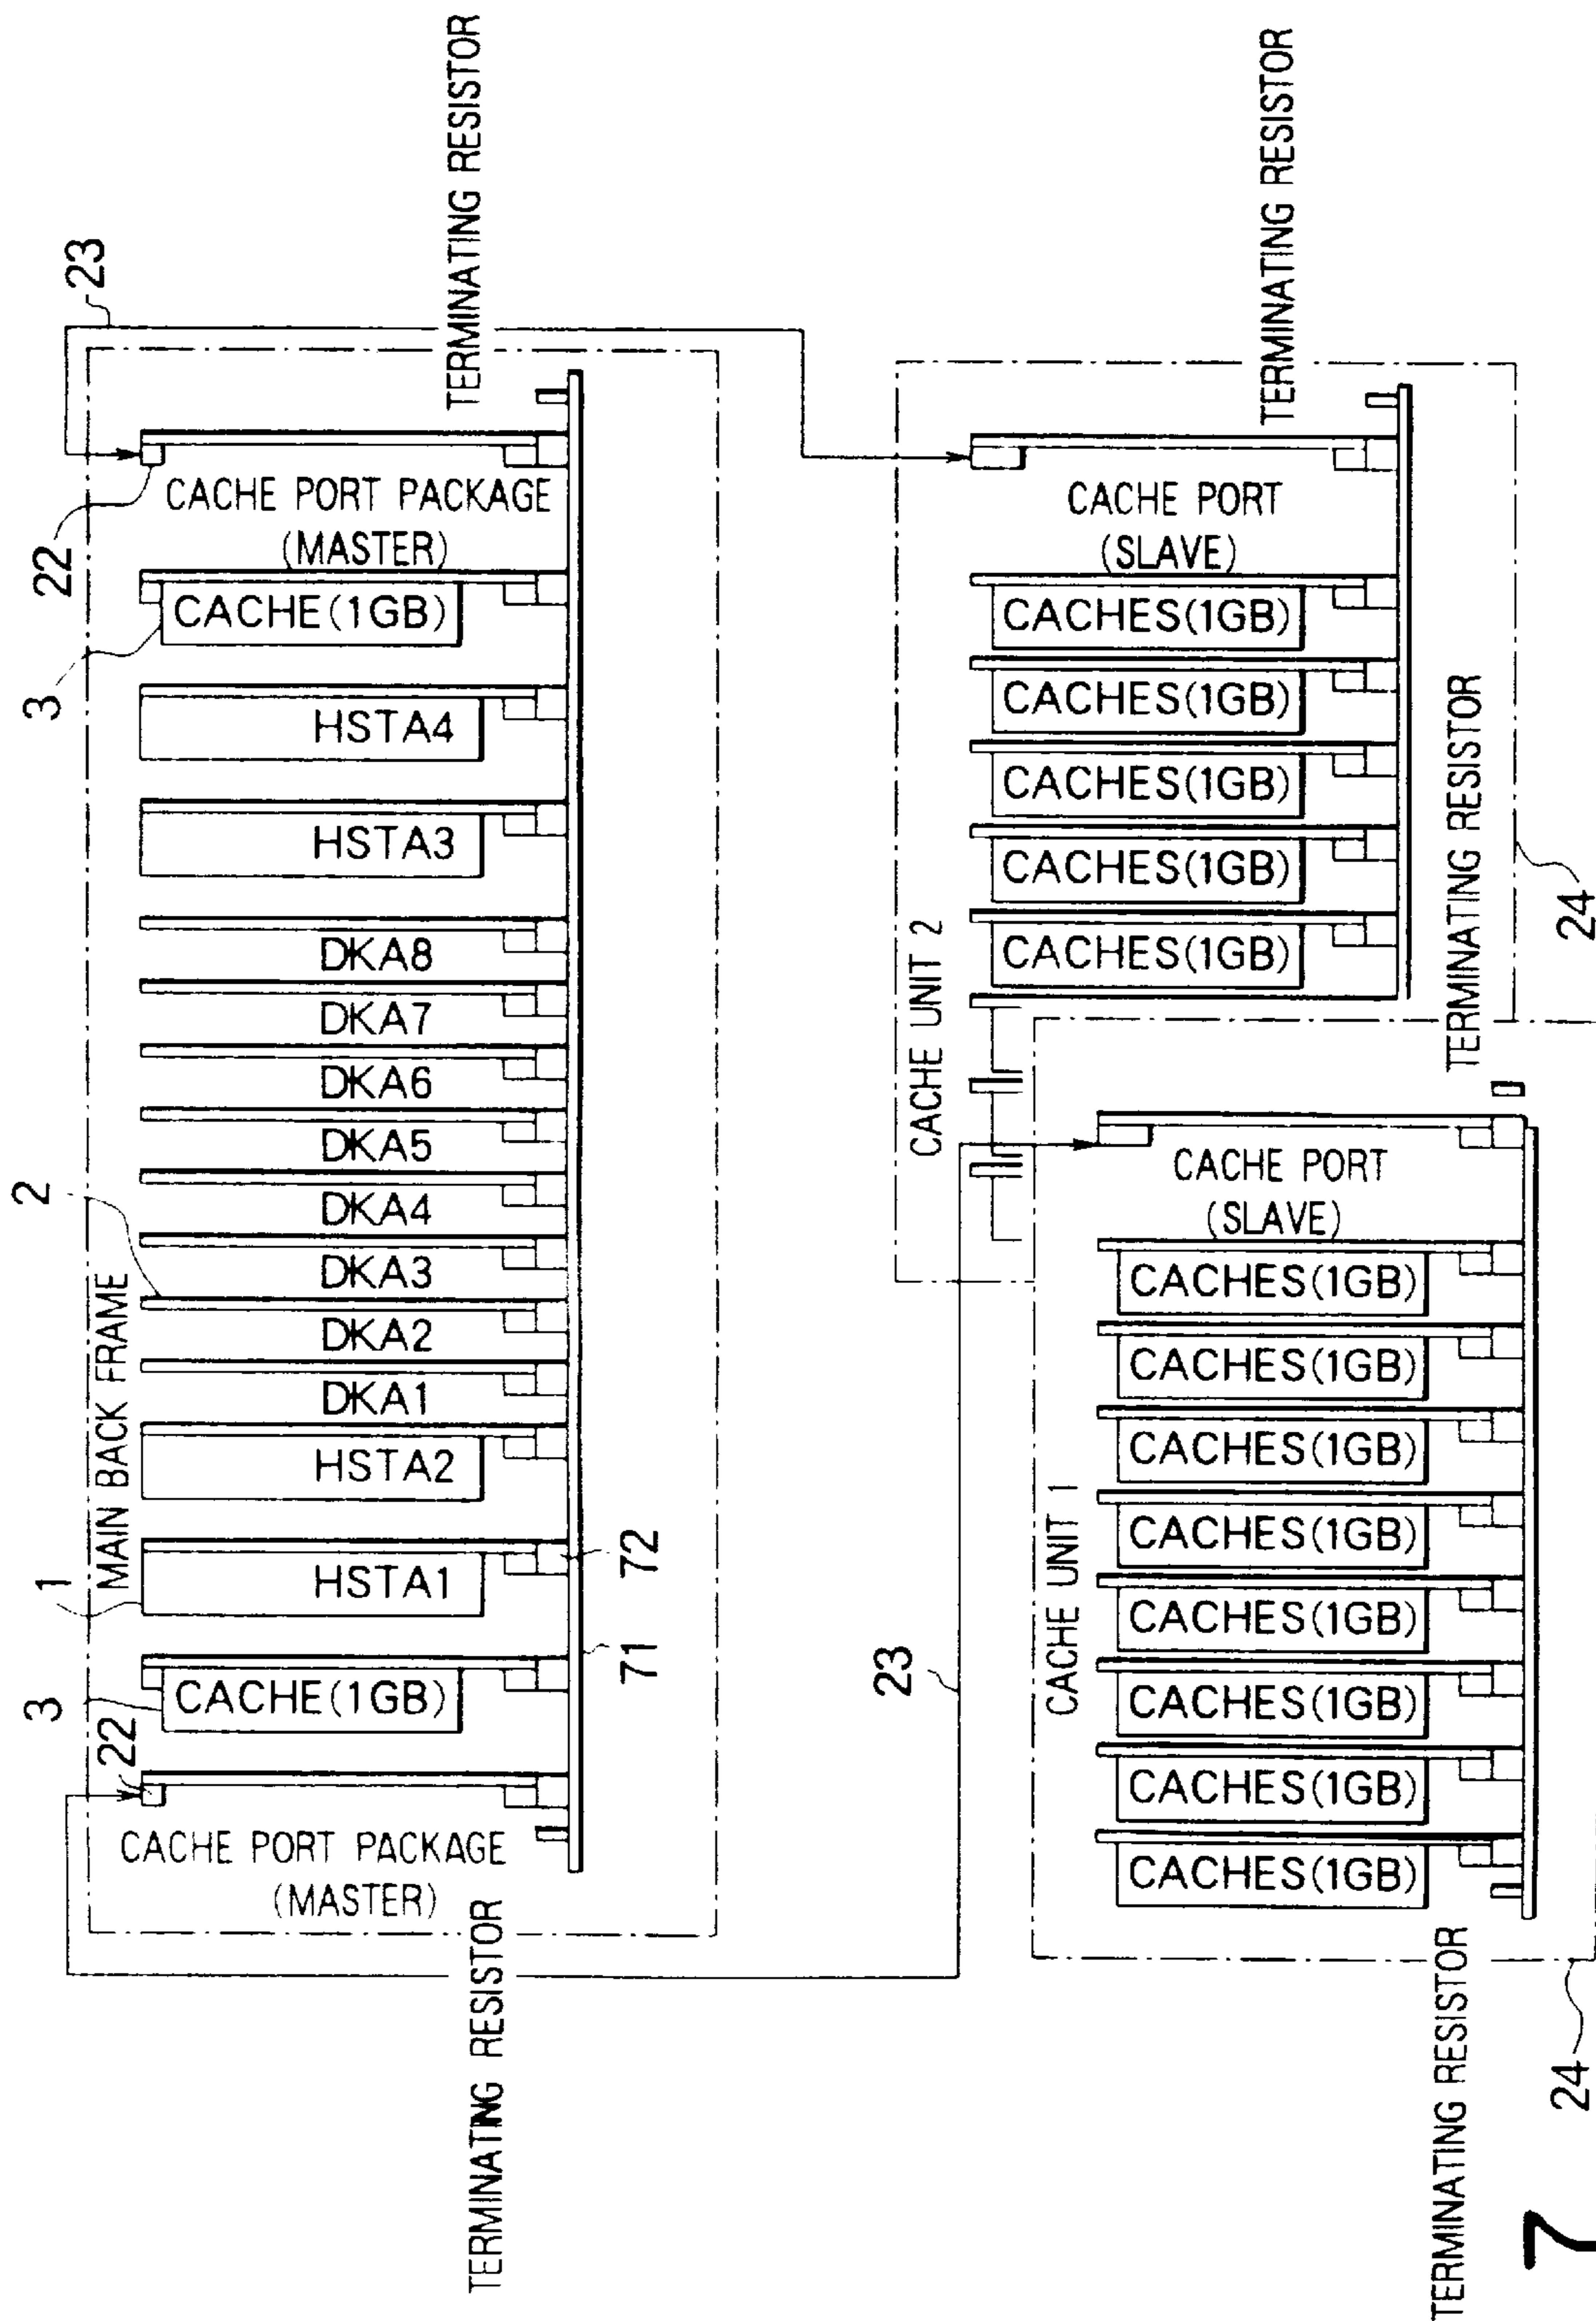 23
TERMINATING RESISTOR
22
CACHE PORT PACKAGE
(MASTER)
3
CACHE(1GB)
HSTA4
HSTA3
DKA8
DKA7
DKA6
DKA5
DKA4
2
DKA3
DKA2
DKA1
MAIN BACK FRAME
HSTA2
1
HSTA1
72
71
3
CACHE(1GB)
22
CACHE PORT PACKAGE
(MASTER)
TERMINATING RESISTOR
TERMINATING RESISTOR
CACHE PORT
(SLAVE)
CACHES(1GB)
CACHES(1GB)
CACHES(1GB)
CACHES(1GB)
CACHES(1GB)
CACHE UNIT 2
TERMINATING RESISTOR
24
23
CACHE PORT
(SLAVE)
CACHES(1GB)
CACHES(1GB)
CACHES(1GB)
CACHES(1GB)
CACHES(1GB)
CACHES(1GB)
CACHES(1GB)
CACHES(1GB)
CACHE UNIT 1
TERMINATING RESISTOR
24
7